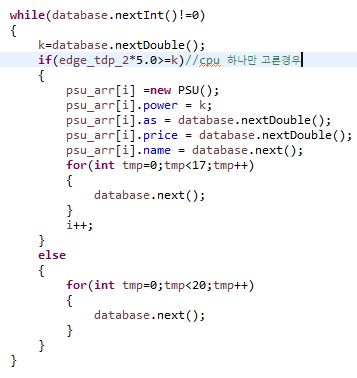 while(database.nextInt()!=0)
{
k=database.nextDouble();
if(edge_tdp_2*5.0>=k)//cpu 하나만 고른경우
{
psu_arr[i] =new PSU();
psu_arr[i].power = k;
psu_arr[i].as = database.nextDouble();
psu_arr[i].price = database.nextDouble();
psu_arr[i].name = database.next();
for(int tmp=0;tmp<17;tmp++)
{
database.next();
}
i++;
}
else
{
for(int tmp=0;tmp<20;tmp++)
{
database.next();
}
}
}